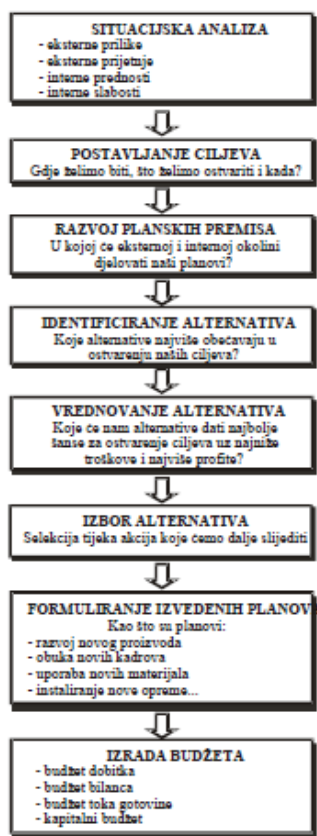 SITUACIJSKA ANALIZA
- eksterne prilike
- eksterne prijetnje
- interne prednosti
- interne slabosti
POSTAVLJANJE CILJEVA
Gdje želimo biti, što želimo ostvariti i kada?
RAZVOJ PLANSKIH PREMISA
U kojoj će eksternoj i internoj okolini
djelovati naši planovi?
IDENTIFICIRANJE ALTERNATIVA
Koje alternative najviše obećavaju u
ostvarenju naših ciljeva?
VREDNOVANJE ALTERNATIVA
Koje će nam alternative dati najbolje
šanse za ostvarenje ciljeva uz najniže
troškove i najviše profite?
IZBOR ALTERNATIVA
Selekcija tijeka akcija koje ćemo dalje slijediti
FORMULIRANJE IZVEDENIH PLANOV
Kao što su planovi:
- razvoj novog proizvoda
- obuka novih kadrova
- uporaba novih materijala
- instaliranje nove opreme...
IZRADA BUDŽETA
- budžet dobitka
- budžet bilanca
- budžet toka gotovine
- kapitalni budžet